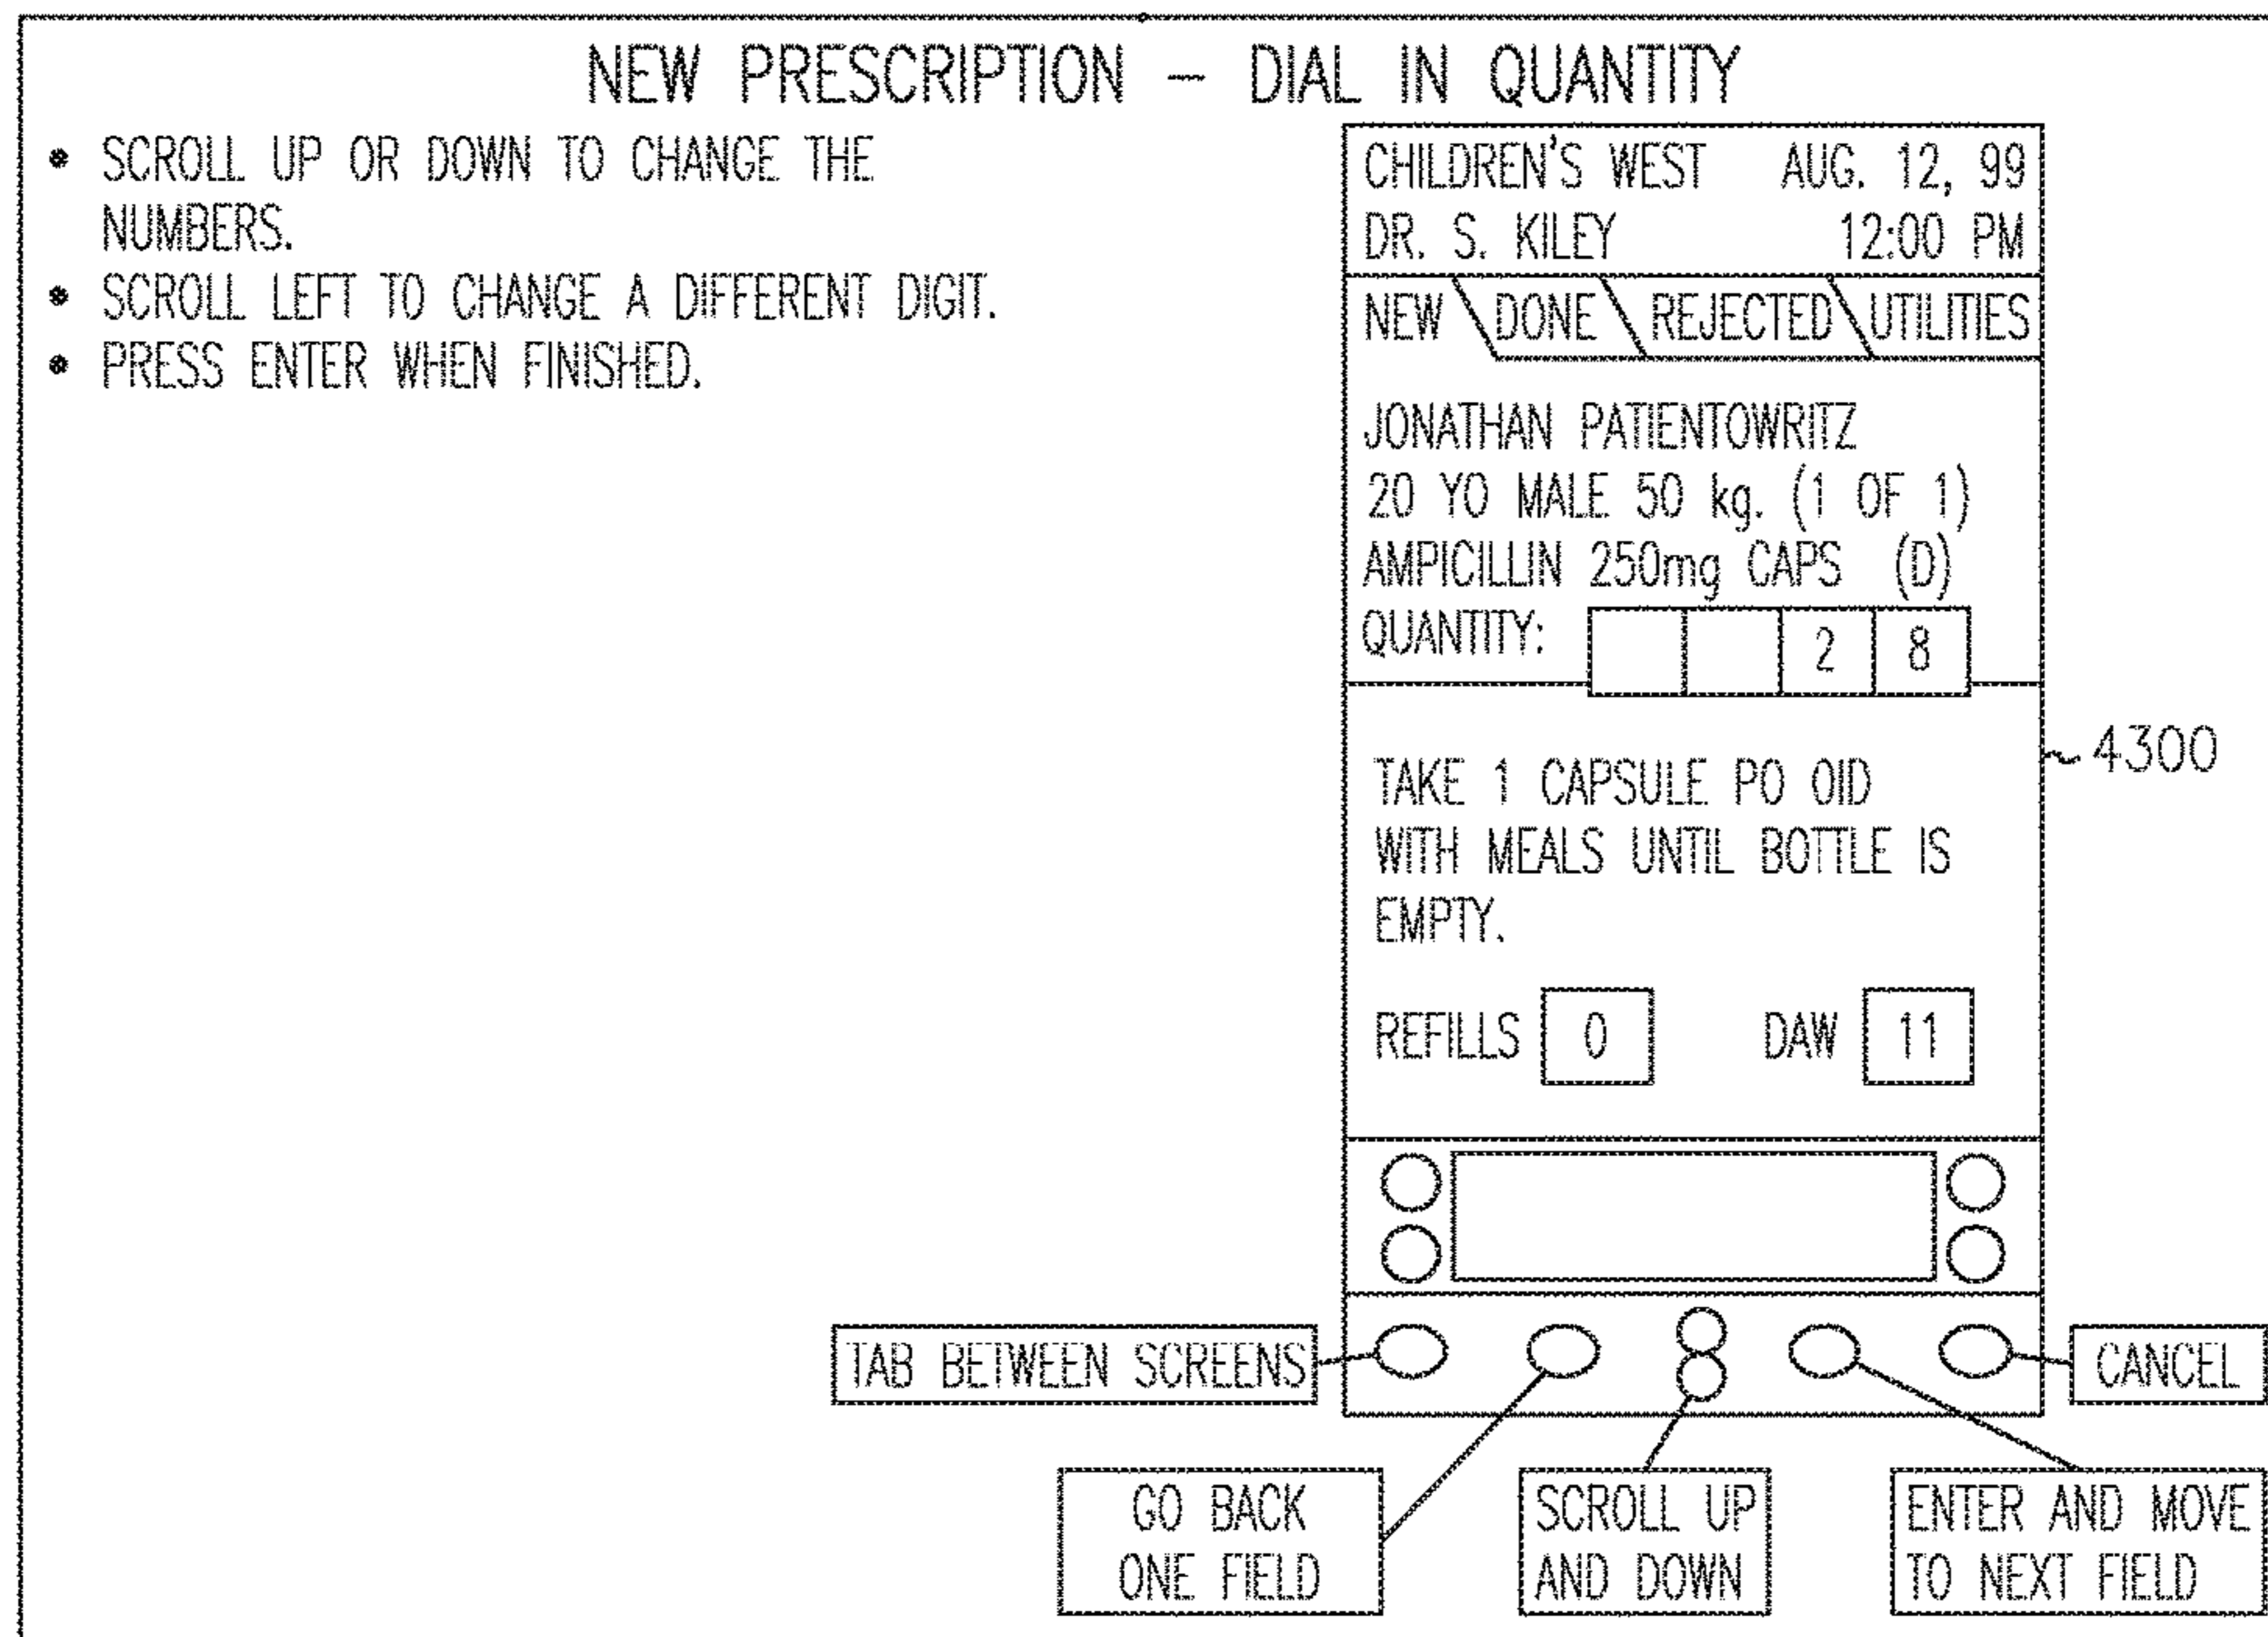 NEW PRESCRIPTION – DIAL IN QUANTITY
• SCROLL UP OR DOWN TO CHANGE THE
NUMBERS.
• SCROLL LEFT TO CHANGE A DIFFERENT DIGIT.
• PRESS ENTER WHEN FINISHED.
CHILDREN'S WEST AUG. 12, 99
DR. S. KILEY 12:00 PM
NEW DONE REJECTED UTILITIES
JONATHAN PATIENTOWRITZ
20 YO MALE 50 kg. (1 OF 1)
AMPICILLIN 250mg CAPS (D)
QUANTITY: 2 8
4300
TAKE 1 CAPSULE PO OID
WITH MEALS UNTIL BOTTLE IS
EMPTY.
REFILLS 0 DAW 11
TAB BETWEEN SCREENS
CANCEL
GO BACK
ONE FIELD
SCROLL UP
AND DOWN
ENTER AND MOVE
TO NEXT FIELD